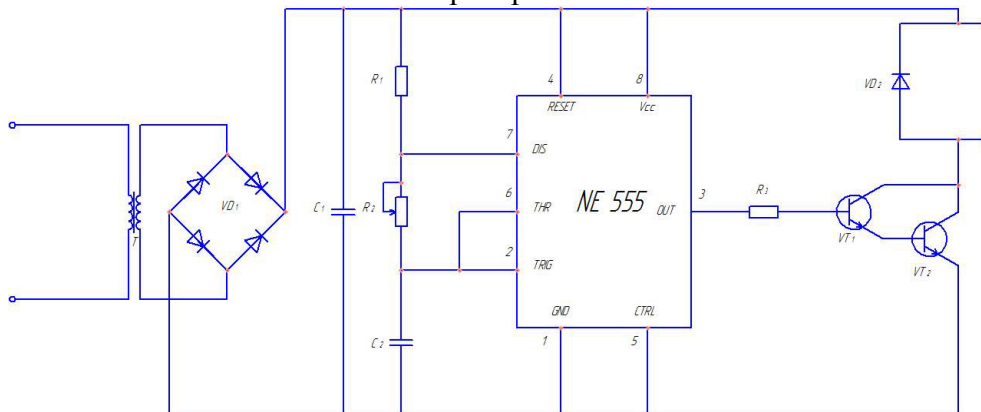 4
8
R₁
RESET
Vcc
VD₂
7
DIS
6
THR
NE 555
OUT
3
VD₁
C₁
R₂
T
R₃
VT₁
VT₂
2
TRIG
GND
CTRL
C₂
1
5